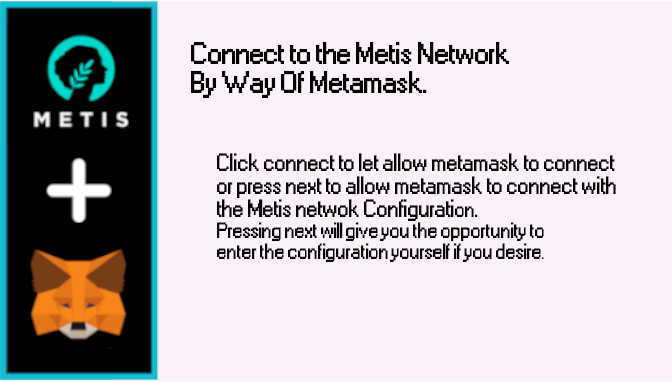 METIS
Connect to the Metis Network
By Way Of Metamask.
Click connect to let allow metamask to connect
or press next to allow metamask to connect with
the Metis netwok Configuration.
Pressing next will give you the opportunity to
enter the configuration yourself if you desire.